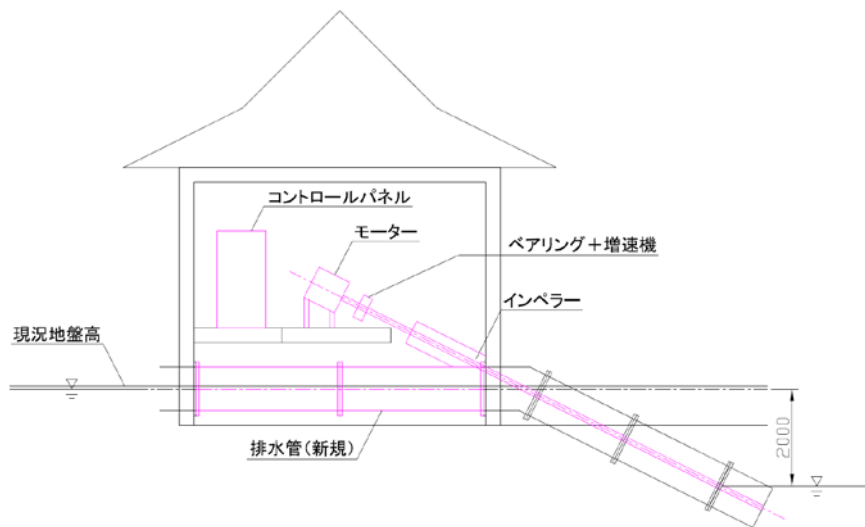 コントロールパネル
モーター
ベアリング＋増速機
インペラー
現況地盤高
排水管(新規)
2000